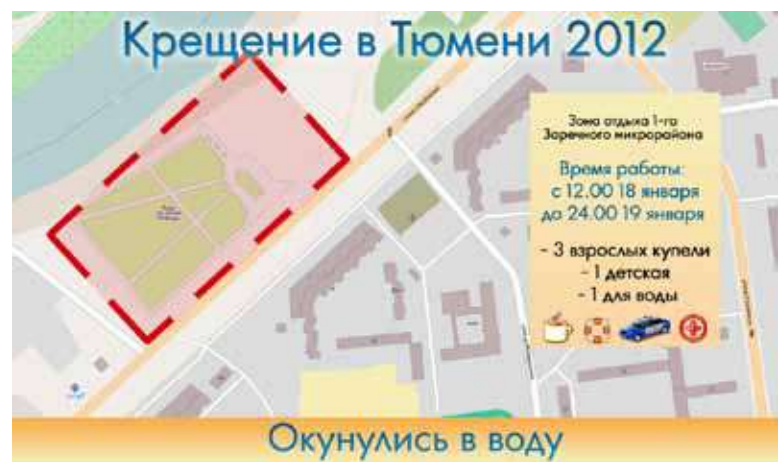 Крещение в Тюмени 2012
Зона отдыха 1-го
Заречного микрорайона
Время работы:
с 12.00 18 января
до 24.00 19 января
- 3 взрослых купели
- 1 детская
- 1 для воды
Окунулись в воду